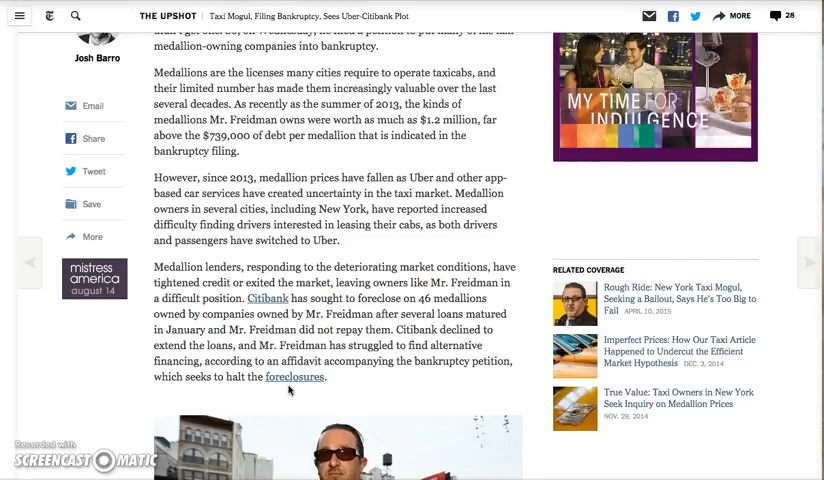 THE UPSHOT | Taxi Mogul, Filing Bankruptcy, Sees Uber-Citibank Plot
MORE
28
Josh Barro
Email
Share
Tweet
Save
More
mistress
america
august 14
medallion-owning companies into bankruptcy.
Medallions are the licenses many cities require to operate taxicabs, and
their limited number has made them increasingly valuable over the last
several decades. As recently as the summer of 2013, the kinds of
medallions Mr. Freidman owns were worth as much as $1.2 million, far
above the $739,000 of debt per medallion that is indicated in the
bankruptcy filing.
However, since 2013, medallion prices have fallen as Uber and other app-
based car services have created uncertainty in the taxi market. Medallion
owners in several cities, including New York, have reported increased
difficulty finding drivers interested in leasing their cabs, as both drivers
and passengers have switched to Uber.
Medallion lenders, responding to the deteriorating market conditions, have
tightened credit or exited the market, leaving owners like Mr. Freidman in
a difficult position. Citibank has sought to foreclose on 46 medallions
owned by companies owned by Mr. Freidman after several loans matured
in January and Mr. Freidman did not repay them. Citibank declined to
extend the loans, and Mr. Freidman has struggled to find alternative
financing, according to an affidavit accompanying the bankruptcy petition,
which seeks to halt the foreclosures.
MY TIME FOR
INDULGENCE
RELATED COVERAGE
Rough Ride: New York Taxi Mogul,
Seeking a Bailout, Says He's Too Big to
Fail APRIL 10, 2015
Imperfect Prices: How Our Taxi Article
Happened to Undercut the Efficient
Market Hypothesis DEC. 3, 2014
True Value: Taxi Owners in New York
Seek Inquiry on Medallion Prices
NOV. 29, 2014
Recorded with
SCREENCAST-O-MATIC